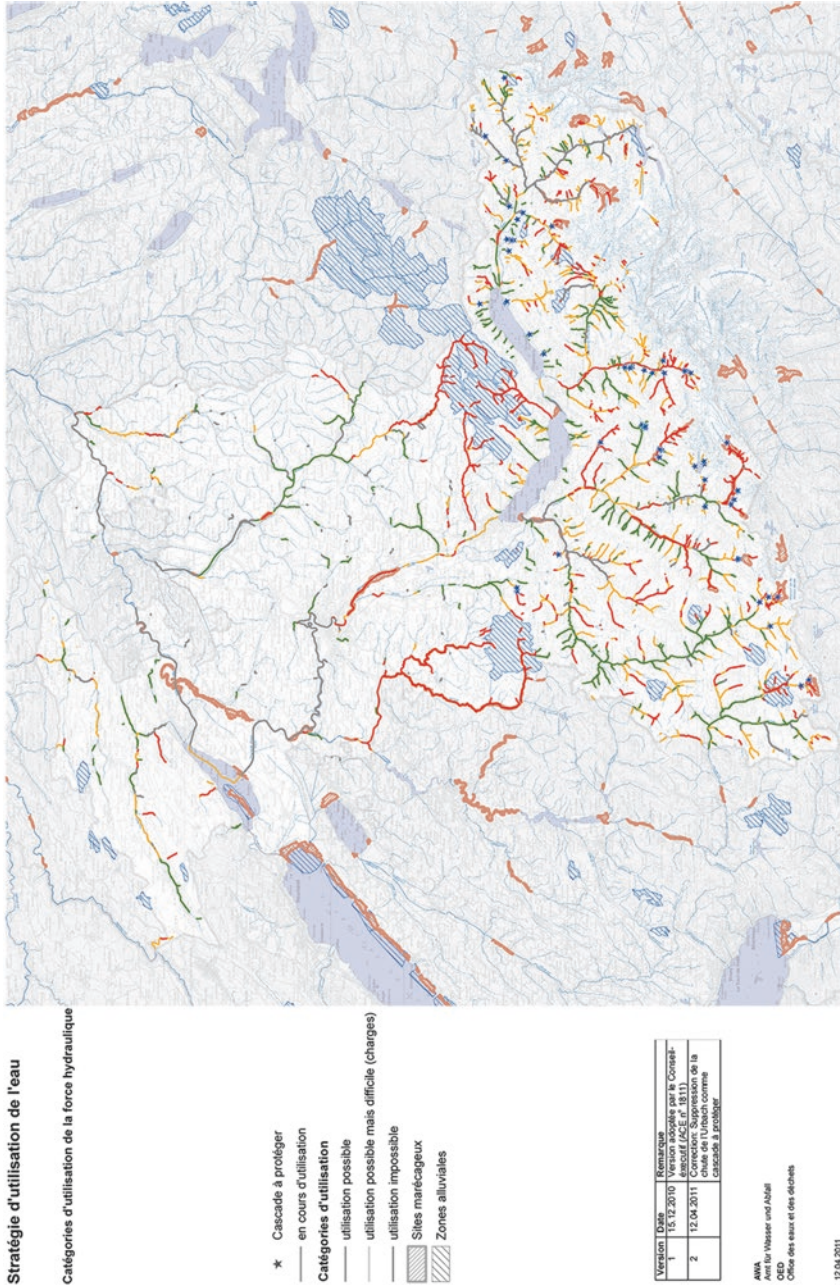 Stratégie d'utilisation de l'eau
Catégories d'utilisation de la force hydraulique
Cascade à protéger
en cours d'utilisation
Catégories d'utilisation
utilisation possible
utilisation possible mais difficile (charges)
utilisation impossible
Sites marécageux
Zones alluviales
Version Date Remarque
1 15.12.2010 Version adoptée par le Conseil-
exécutif (ACE n° 1811)
2 12.04.2011 Correction: Suppression de la
chute de l'Urbach comme
cascade à protéger
AWA
Amt für Wasser und Abfall
OED
Office des eaux et des déchets
12.04.2011